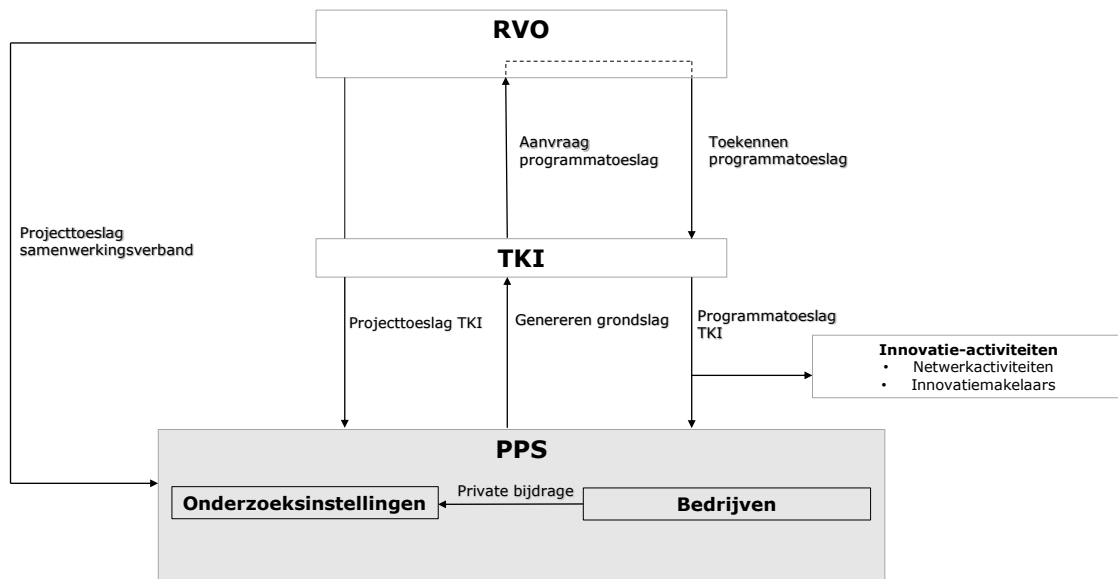 RVO
Aanvraag
programmatoeslag
Toekennen
programmatoeslag
Projecttoeslag
samenwerkingsverband
TKI
Projecttoeslag TKI
Genereren grondslag
Programmatoeslag
TKI
Innovatie-activiteiten
• Netwerkactiviteiten
• Innovatiemakelaars
PPS
Onderzoeksinstellingen
Private bijdrage
Bedrijven